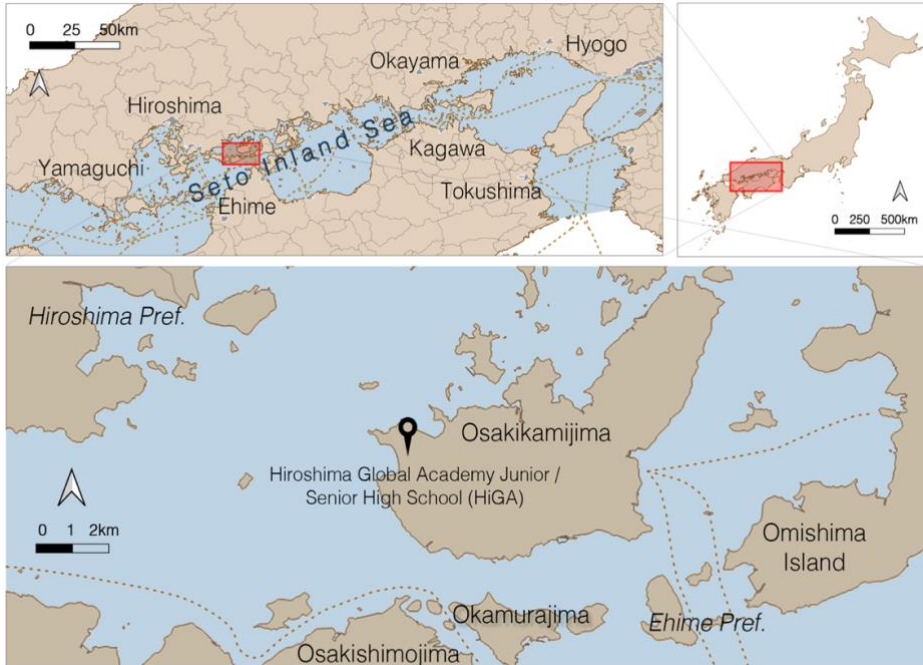 0 25 50km
Hyogo
Okayama
Hiroshima
Seto Inland Sea
Kagawa
Yamaguchi
Tokushima
Ehime
0 250 500km
Hiroshima Pref.
Osakikamijima
Hiroshima Global Academy Junior /
Senior High School (HiGA)
0 1 2km
Omishima
Island
Okamurajima
Ehime Pref.
Osakishimojima